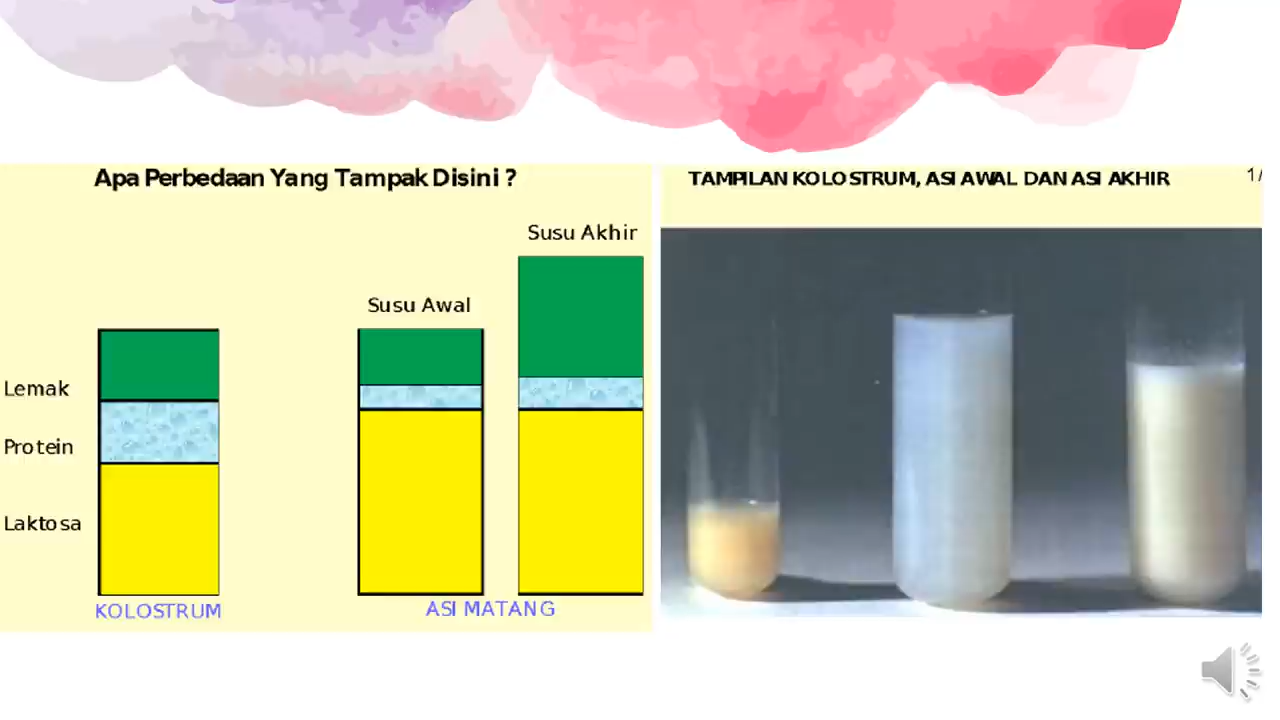 Apa Perbedaan Yang Tampak Disini ?
Susu Akhir
Susu Awal
Lemak
Protein
Laktosa
KOLOSTRUM
ASI MATANG
TAMPILAN KOLOSTRUM, ASI AWAL DAN ASI AKHIR
1/